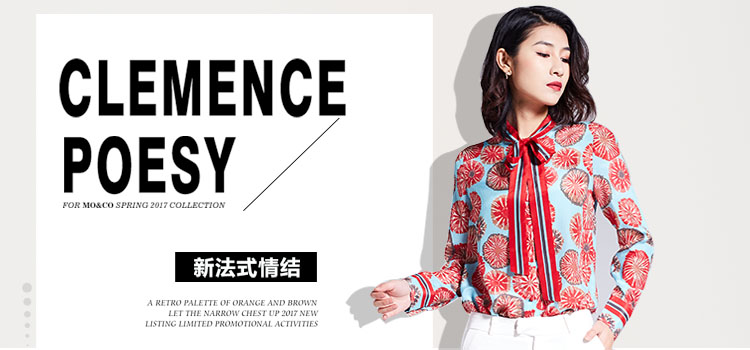 CLEMENCE
POESY
FOR MO&CO SPRING 2017 COLLECTION
新法式情结
A RETRO PALETTE OF ORANGE AND BROWN
LET THE NARROW CHEST UP 2017 NEW
LISTING LIMITED PROMOTIONAL ACTIVITIES